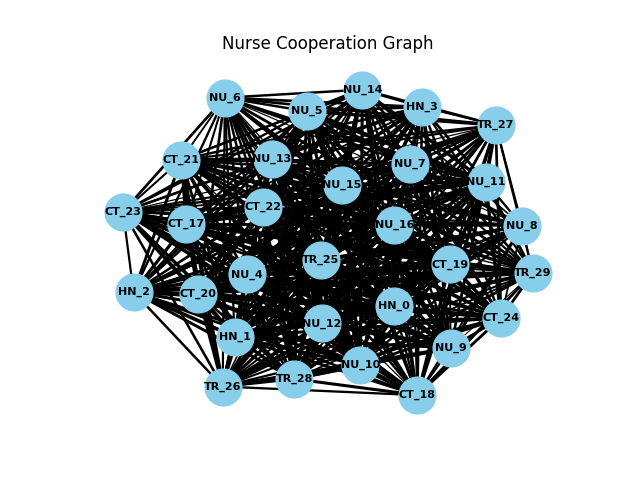 Nurse Cooperation Graph
NU_14
NU_6
HN_3
NU_5
TR_27
NU_13
CT_21
NU_7
NU_11
NU_15
CT_22
CT_23
CT_17
NU_16
NU_8
TR_25
CT_19
NU_4
TR_29
HN_2
CT_20
HN_0
CT_24
NU_12
HN_1
NU_9
NU_10
TR_28
TR_26
CT_18